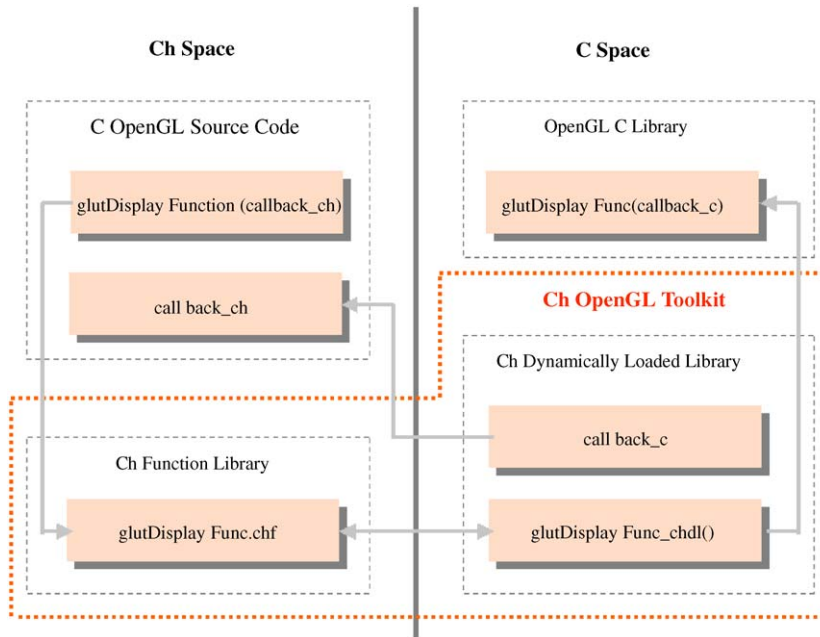 Ch Space
C Space
C OpenGL Source Code
OpenGL C Library
glutDisplay Function (callback_ch)
glutDisplay Func(callback_c)
call back_ch
Ch OpenGL Toolkit
Ch Dynamically Loaded Library
call back_c
Ch Function Library
glutDisplay Func.chf
glutDisplay Func_chdl()